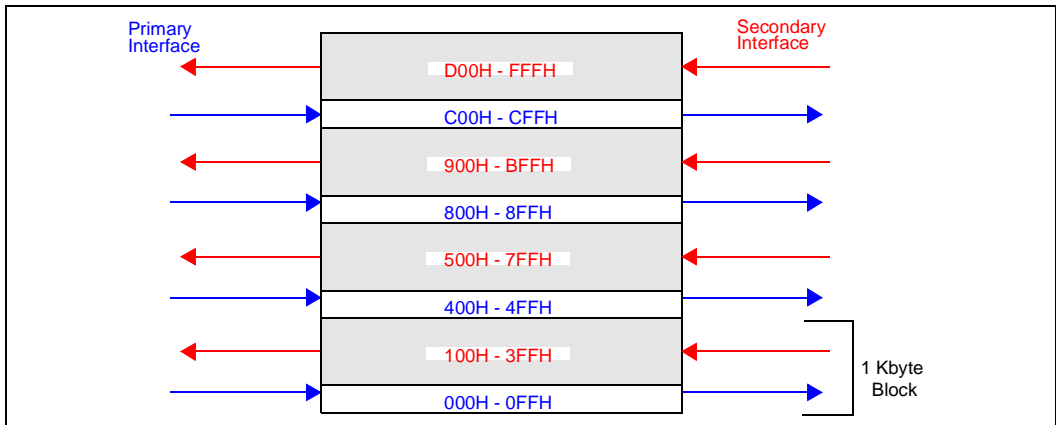 Primary
Interface
Secondary
Interface
D00H - FFFH
C00H - CFFH
900H - BFFH
800H - 8FFH
500H - 7FFH
400H - 4FFH
100H - 3FFH
000H - 0FFH
1 Kbyte
Block